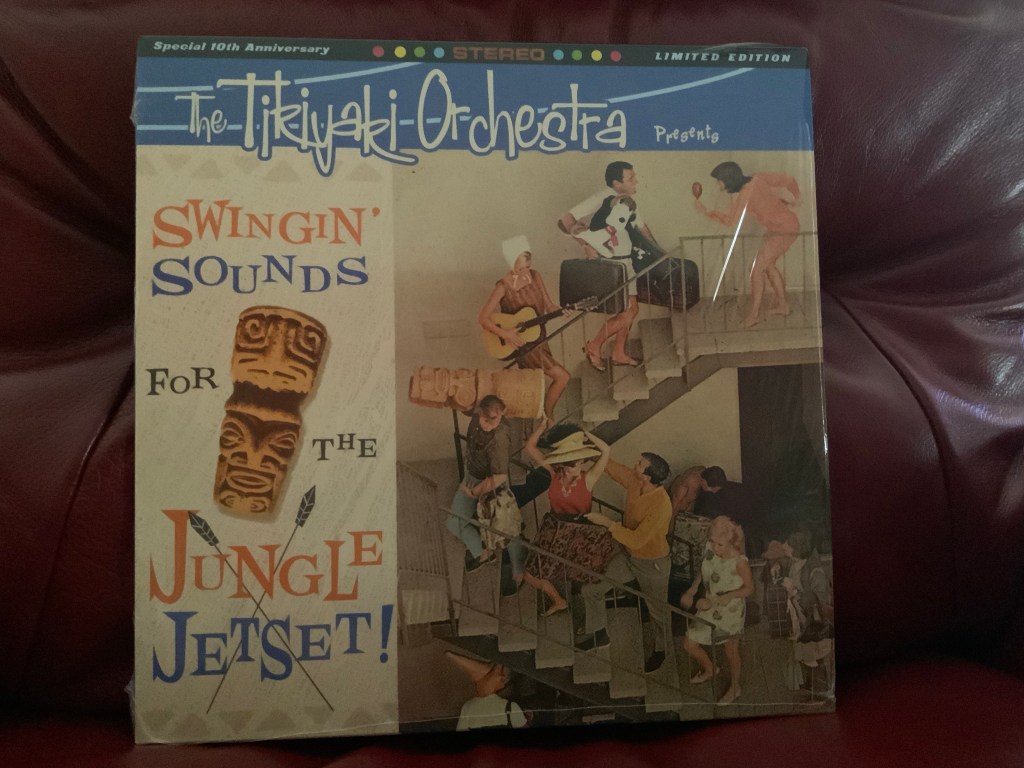 Special 10th Anniversary STEREO LIMITED EDITION
The Tikiyaki Orchestra Presents
SWINGIN'
SOUNDS
FOR
THE
JUNGLE
JETSET!